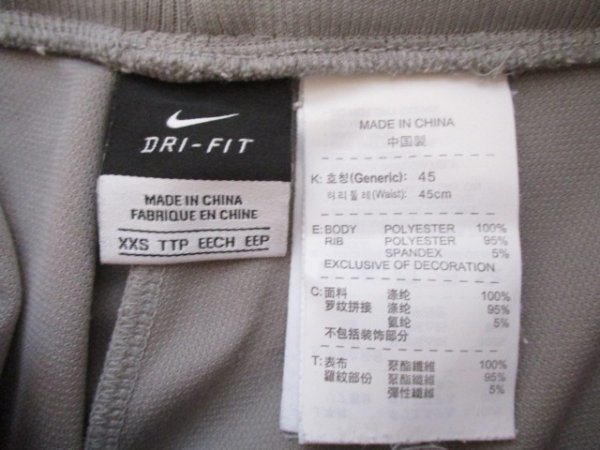 DRI-FIT
MADE IN CHINA
FABRIQUE EN CHINE
XXS TTP EECH EEP
MADE IN CHINA
中国製
K: 호칭(Generic): 45
허리둘레(Waist): 45cm
E: BODY POLYESTER 100%
RIB POLYESTER 95%
SPANDEX 5%
EXCLUSIVE OF DECORATION
C: 面料 涤纶 100%
罗纹拼接 涤纶 95%
氨纶 5%
不包括装饰部分
T: 表布 聚酯纖維 100%
羅紋部份 聚酯纖維 95%
彈性纖維 5%